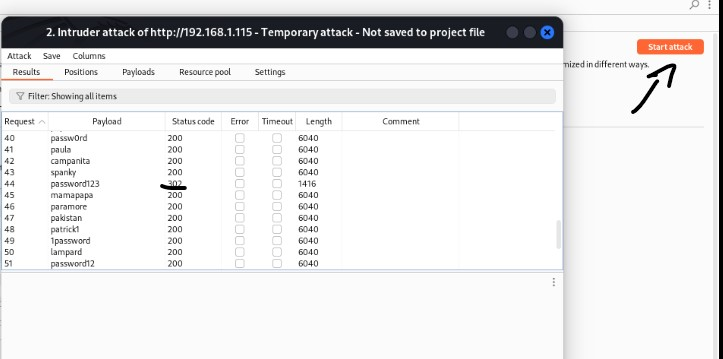 2. Intruder attack of http://192.168.1.115 - Temporary attack - Not saved to project file
Start attack
Attack Save Columns
mized in different ways.
Results Positions Payloads Resource pool Settings
Filter: Showing all items
Request Payload Status code Error Timeout Length Comment
40 passw0rd 200 6040
41 paula 200 6040
42 campanita 200 6040
43 spanky 200 6040
44 password123 302 1416
45 mamapapa 200 6040
46 paramore 200 6040
47 pakistan 200 6040
48 patrick1 200 6040
49 1password 200 6040
50 lampard 200 6040
51 password12 200 6040